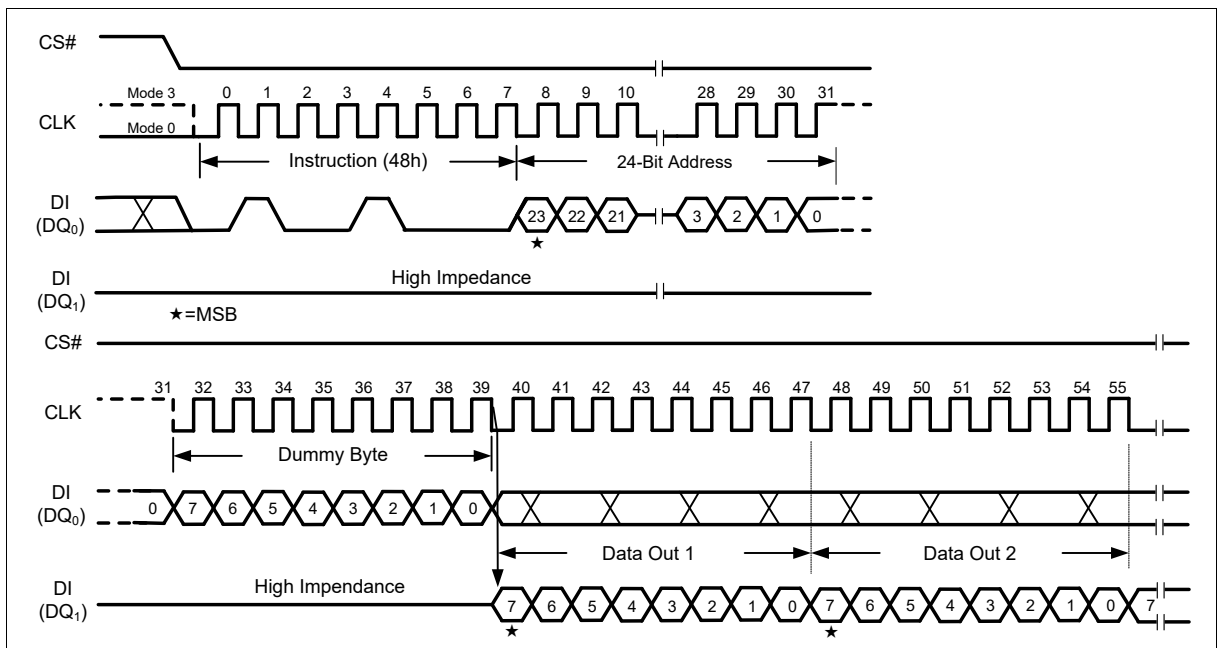 CS#
Mode 3
0 1 2 3 4 5 6 7 8 9 10 28 29 30 31
CLK
Mode 0
Instruction (48h)
24-Bit Address
DI
(DQ0)
23 22 21 3 2 1 0
★
DI
(DQ1)
High Impedance
★=MSB
CS#
31 32 33 34 35 36 37 38 39 40 41 42 43 44 45 46 47 48 49 50 51 52 53 54 55
CLK
Dummy Byte
DI
(DQ0)
0 7 6 5 4 3 2 1 0
Data Out 1
Data Out 2
DI
(DQ1)
High Impendance
7 6 5 4 3 2 1 0 7 6 5 4 3 2 1 0 7
★ ★